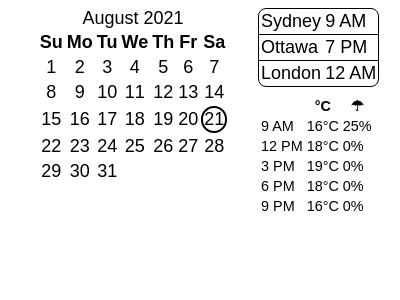 August 2021
Su Mo Tu We Th Fr Sa
1 2 3 4 5 6 7
8 9 10 11 12 13 14
15 16 17 18 19 20 21
22 23 24 25 26 27 28
29 30 31
Sydney 9 AM
Ottawa 7 PM
London 12 AM
°C ☂
9 AM 16°C 25%
12 PM 18°C 0%
3 PM 19°C 0%
6 PM 18°C 0%
9 PM 16°C 0%